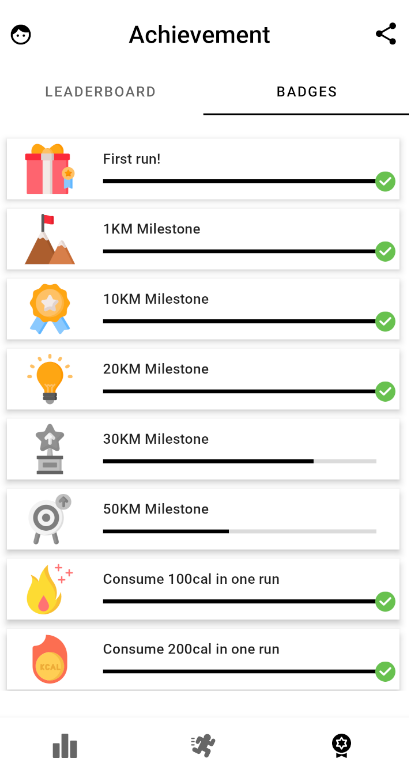 Achievement
LEADERBOARD BADGES
First run!
1KM Milestone
10KM Milestone
20KM Milestone
30KM Milestone
50KM Milestone
Consume 100cal in one run
Consume 200cal in one run
KCAL